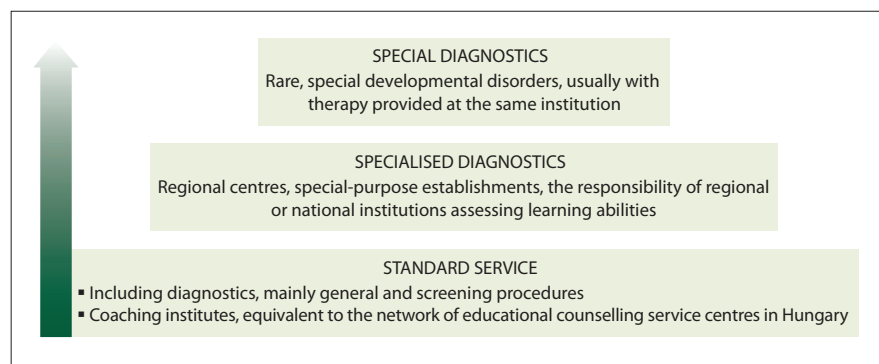 SPECIAL DIAGNOSTICS
Rare, special developmental disorders, usually with
therapy provided at the same institution
SPECIALISED DIAGNOSTICS
Regional centres, special-purpose establishments, the responsibility of regional
or national institutions assessing learning abilities
STANDARD SERVICE
▪ Including diagnostics, mainly general and screening procedures
▪ Coaching institutes, equivalent to the network of educational counselling service centres in Hungary